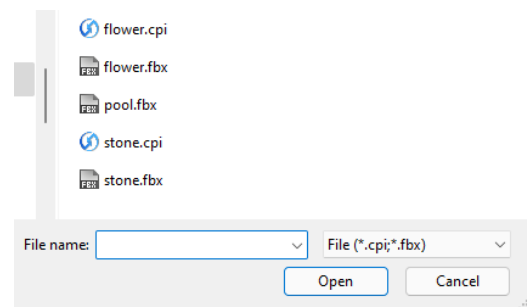 flower.cpi
FBX flower.fbx
FBX pool.fbx
stone.cpi
FBX stone.fbx
File name: File (*.cpi;*.fbx)
Open Cancel